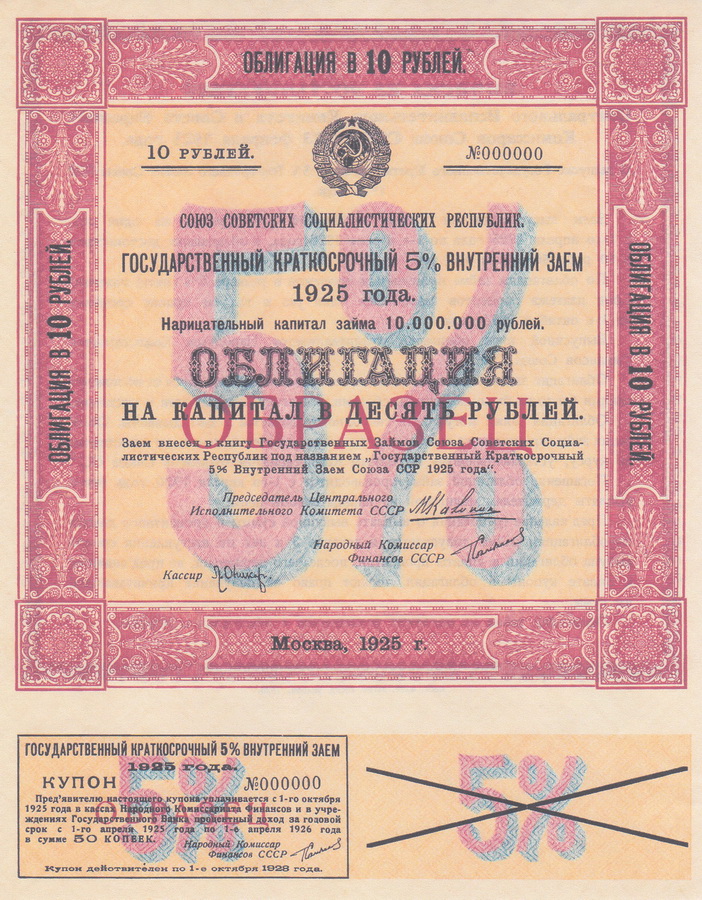 ОБЛИГАЦИЯ В 10 РУБЛЕЙ.
10 РУБЛЕЙ.
№000000
СОЮЗ СОВЕТСКИХ СОЦИАЛИСТИЧЕСКИХ РЕСПУБЛИК.
ГОСУДАРСТВЕННЫЙ КРАТКОСРОЧНЫЙ 5% ВНУТРЕННИЙ ЗАЕМ
1925 года.
Нарицательный капитал займа 10.000.000 рублей.
ОБЛИГАЦИЯ
НА КАПИТАЛ В ДЕСЯТЬ РУБЛЕЙ.
ОБРАЗЕЦ
5%
Заем внесен в книгу Государственных Займов Союза Советских Социа-
листических Республик под названием „Государственный Краткосрочный
5% Внутренний Заем Союза ССР 1925 года“.
Председатель Центрального
Исполнительного Комитета СССР
Народный Комиссар
Финансов СССР
Кассир
ОБЛИГАЦИЯ В 10 РУБЛЕЙ.
ОБЛИГАЦИЯ В 10 РУБЛЕЙ.
Москва, 1925 г.
ГОСУДАРСТВЕННЫЙ КРАТКОСРОЧНЫЙ 5% ВНУТРЕННИЙ ЗАЕМ
1925 года.
КУПОН
№000000
Пред'явителю настоящего купона уплачивается с 1-го октября
1925 года в кассах Народного Комиссариата Финансов и в учре-
ждениях Государственного Банка процентный доход за годовой
срок с 1-го апреля 1925 года по 1-е апреля 1926 года
в сумме 50 КОПЕЕК.
Народный Комиссар
Финансов СССР
Купон действителен по 1-е октября 1928 года.
ОБРАЗЕЦ
5%
5%